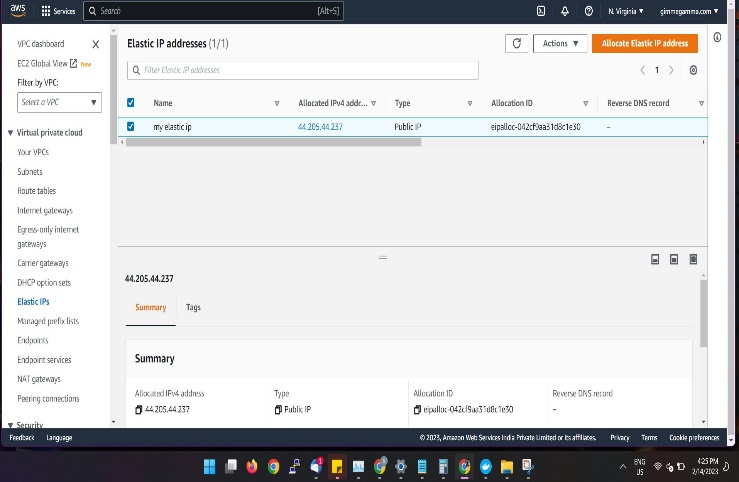 aws
Services
Search
[Alt+S]
N. Virginia
gimmegamma.com
VPC dashboard
EC2 Global View New
Filter by VPC:
Select a VPC
Virtual private cloud
Your VPCs
Subnets
Route tables
Internet gateways
Egress-only internet
gateways
Carrier gateways
DHCP option sets
Elastic IPs
Managed prefix lists
Endpoints
Endpoint services
NAT gateways
Peering connections
Security
Elastic IP addresses (1/1)
Actions
Allocate Elastic IP address
Filter Elastic IP addresses
1
Name
Allocated IPv4 addr...
Type
Allocation ID
Reverse DNS record
my elastic ip
44.205.44.237
Public IP
eipalloc-042cf9aa31d8c1e30
–
44.205.44.237
Summary
Tags
Summary
Allocated IPv4 address
Type
Allocation ID
Reverse DNS record
44.205.44.237
Public IP
eipalloc-042cf9aa31d8c1e30
–
Feedback
Language
© 2023, Amazon Web Services India Private Limited or its affiliates.
Privacy
Terms
Cookie preferences
ENG
US
4:25 PM
2/14/2023